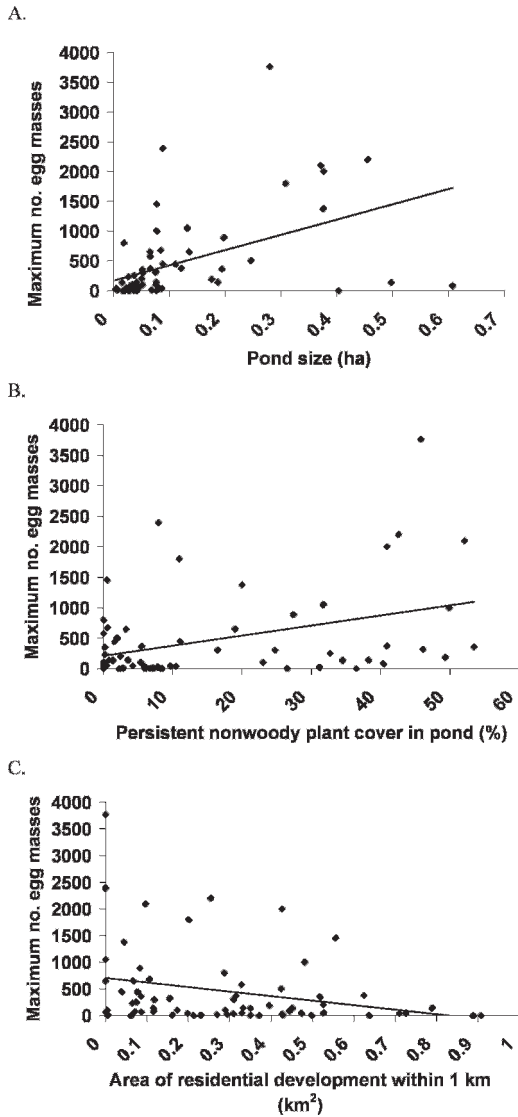 A.
4000
3500
3000
2500
2000
1500
1000
500
0
Maximum no. egg masses
0 0.1 0.2 0.3 0.4 0.5 0.6 0.7
Pond size (ha)
B.
4000
3500
3000
2500
2000
1500
1000
500
0
Maximum no. egg masses
0 10 20 30 40 50 60
Persistent nonwoody plant cover in pond (%)
C.
4000
3500
3000
2500
2000
1500
1000
500
0
Maximum no. egg masses
0 0.1 0.2 0.3 0.4 0.5 0.6 0.7 0.8 0.9 1
Area of residential development within 1 km
(km²)